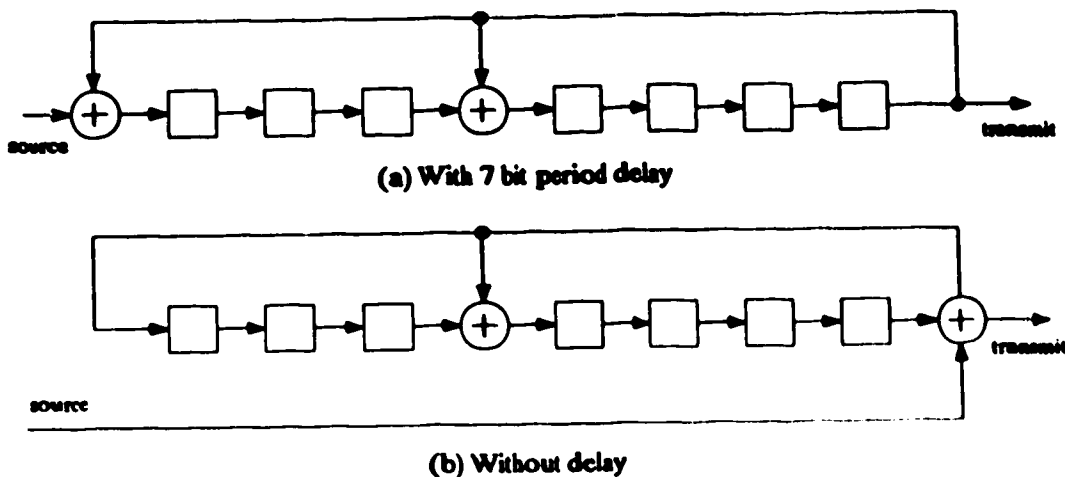 source
transmit
(a) With 7 bit period delay
transmit
source
(b) Without delay